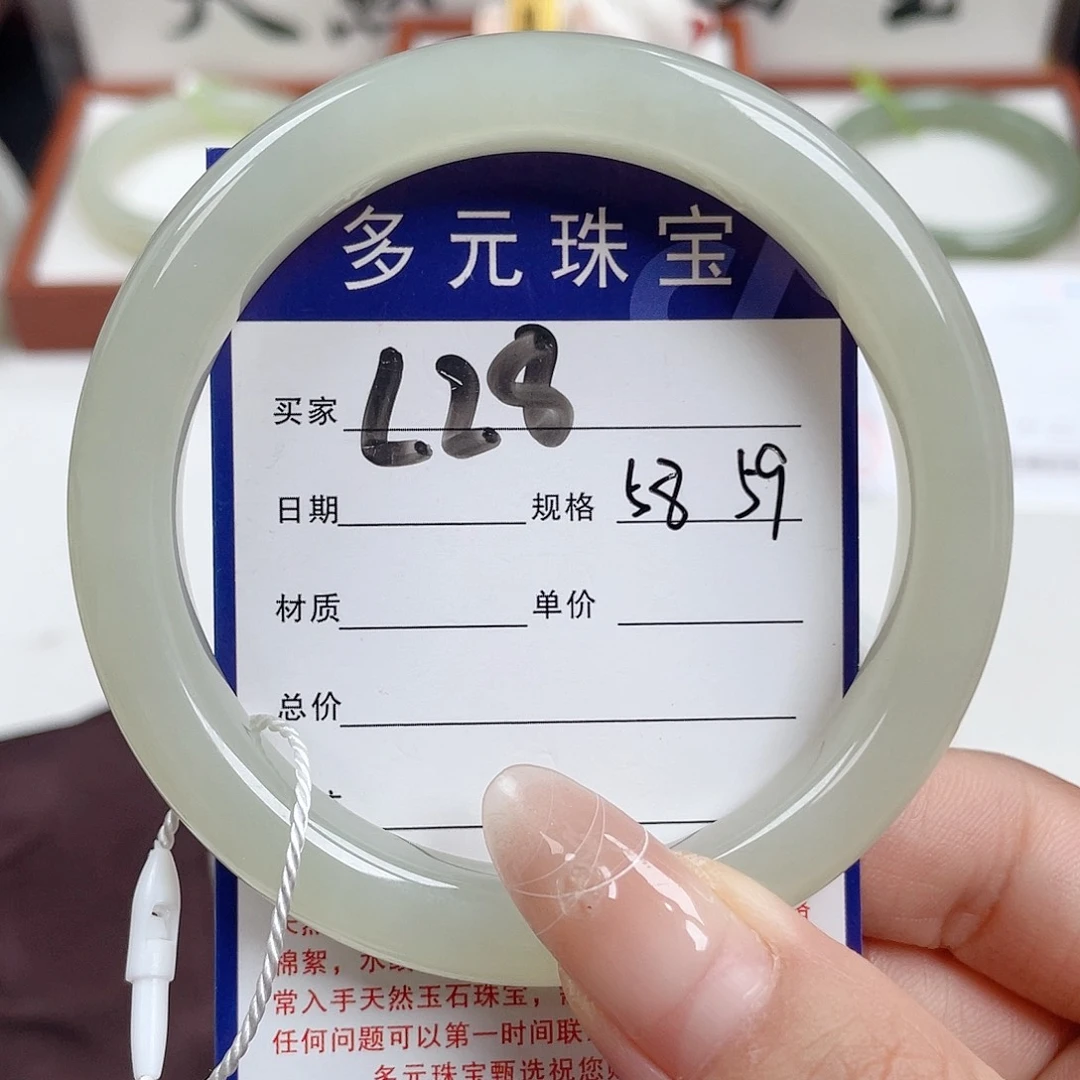 多元珠宝
买家 L28
日期 规格 58 59
材质 单价
总价
棉絮，水
常入手天然玉石珠宝，
任何问题可以第一时间联
多元珠宝甄选祝您